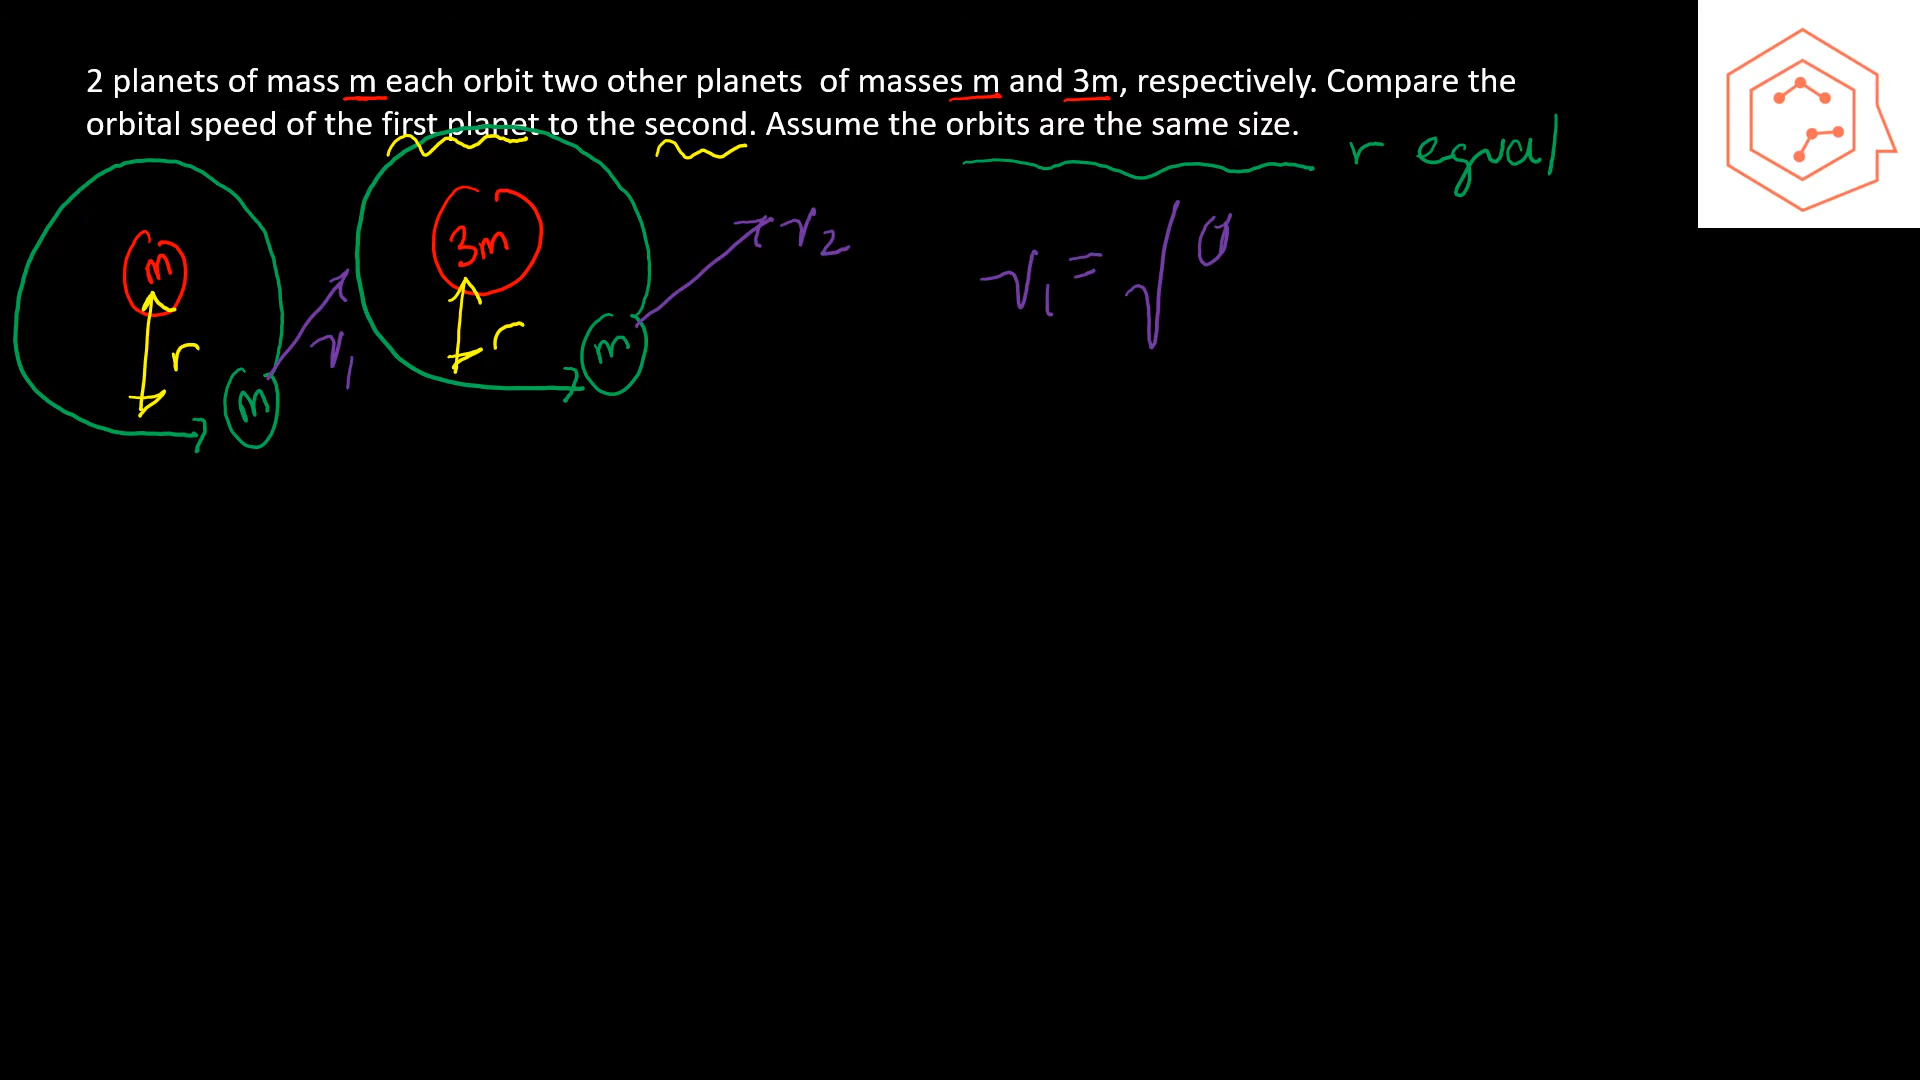 2 planets of mass m each orbit two other planets  of masses m and 3m, respectively. Compare the
orbital speed of the first planet to the second. Assume the orbits are the same size.
r equal
m
r
m
v₁
3m
r
m
v₂
v₁ = √